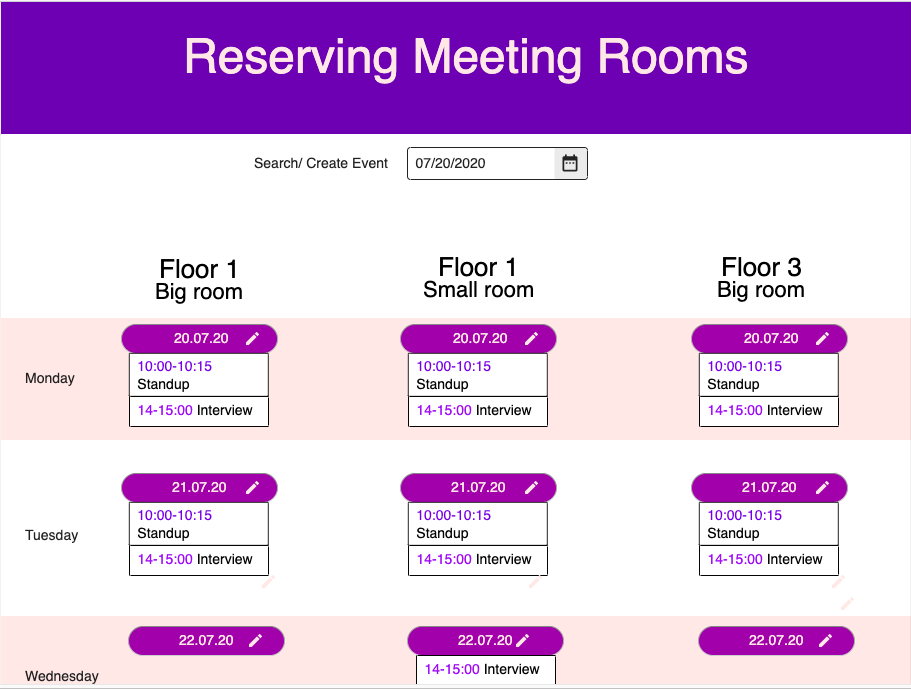 Reserving Meeting Rooms
Search/ Create Event 07/20/2020
Floor 1 Floor 1 Floor 3
Big room Small room Big room
20.07.20 20.07.20 20.07.20
Monday
10:00-10:15 10:00-10:15 10:00-10:15
Standup Standup Standup
14-15:00 Interview 14-15:00 Interview 14-15:00 Interview
21.07.20 21.07.20 21.07.20
Tuesday
10:00-10:15 10:00-10:15 10:00-10:15
Standup Standup Standup
14-15:00 Interview 14-15:00 Interview 14-15:00 Interview
22.07.20 22.07.20 22.07.20
Wednesday
14-15:00 Interview